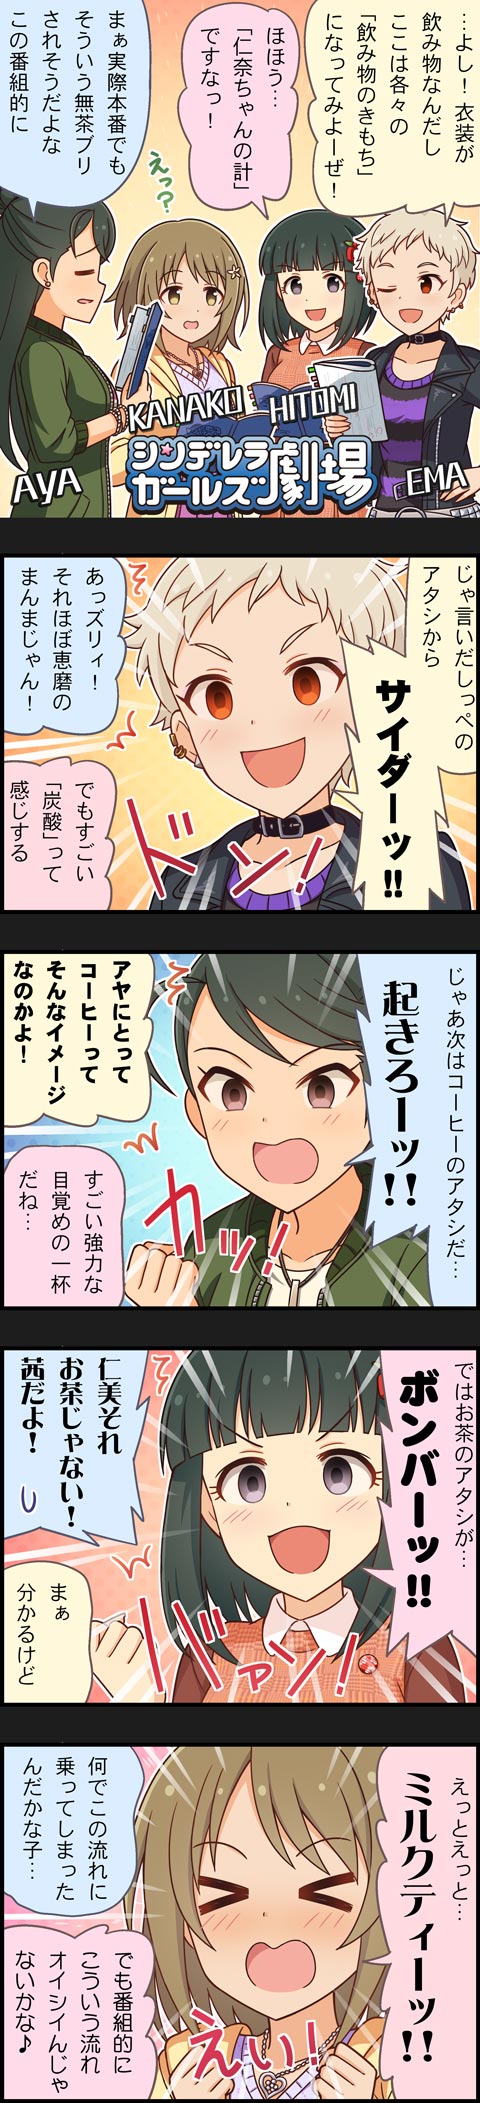 …よし！衣装が
飲み物なんだし
ここは各々の
「飲み物のきもち」
になってみよーぜ！
ほほう…
「仁奈ちゃんの計」
ですなっ！
えっ？
まぁ実際本番でも
そういう無茶ブリ
されそうだよな
この番組的に
AYA
KANAKO
HITOMI
EMA
シンデレラ
ガールズ劇場
じゃ言いだしっぺの
アタシから
サイダーッ!!
あっズリィ！
それほぼ恵磨の
まんまじゃん！
でもすごい
「炭酸」って
感じする
ドン！
じゃあ次はコーヒーのアタシだ…
起きろーッ!!
アヤにとって
コーヒーって
そんなイメージ
なのかよ！
すごい強力な
目覚めの一杯
だね…
カッ！
ではお茶のアタシが…
ボンバーッ!!
仁美それ
お茶じゃない！
茜だよ！
まぁ
分かるけど
バァン！
えっとえっと…
ミルクティーッ!!
何でこの流れに
乗ってしまった
んだかな子…
でも番組的に
こういう流れ
オイシイんじゃ
ないかな♪
えい！